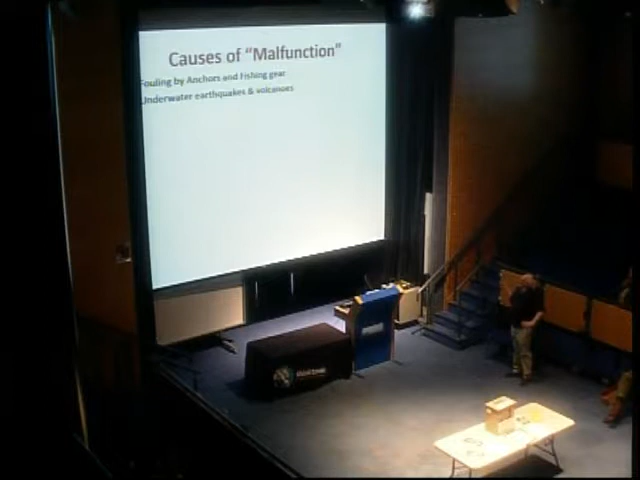 Causes of “Malfunction”
Fouling by Anchors and Fishing gear
Underwater earthquakes & volcanoes